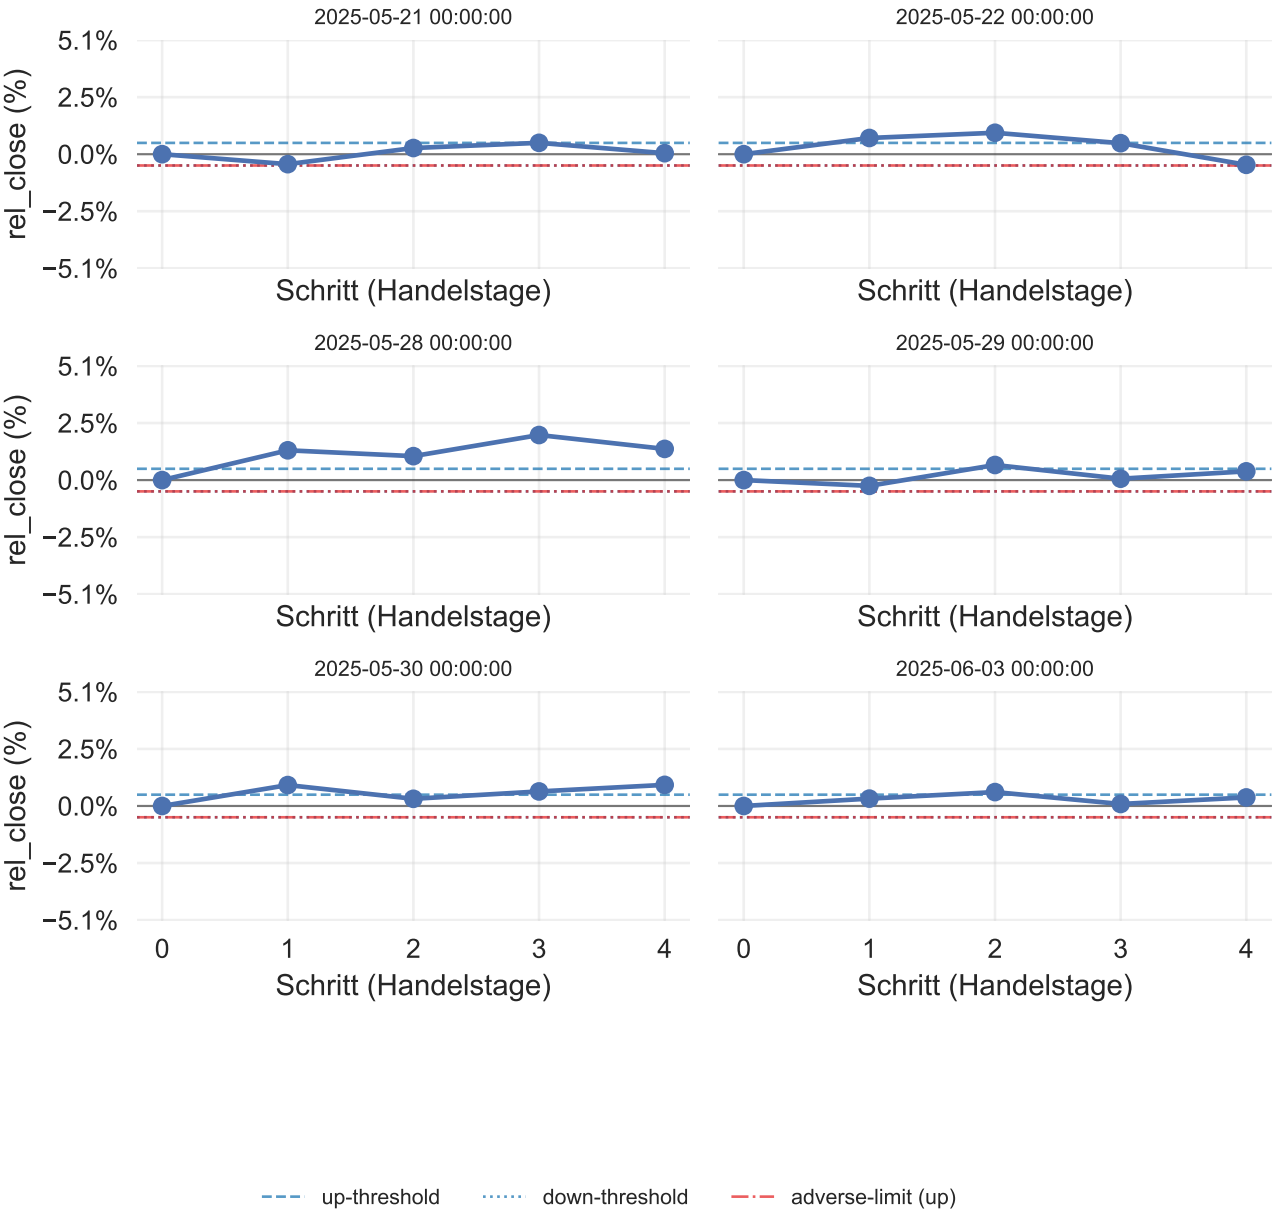 2025-05-21 00:00:00
2025-05-22 00:00:00
rel_close (%)
5.1%
2.5%
0.0%
−2.5%
−5.1%
Schritt (Handelstage)
Schritt (Handelstage)
2025-05-28 00:00:00
2025-05-29 00:00:00
rel_close (%)
5.1%
2.5%
0.0%
−2.5%
−5.1%
Schritt (Handelstage)
Schritt (Handelstage)
2025-05-30 00:00:00
2025-06-03 00:00:00
rel_close (%)
5.1%
2.5%
0.0%
−2.5%
−5.1%
0 1 2 3 4
0 1 2 3 4
Schritt (Handelstage)
Schritt (Handelstage)
up-threshold
down-threshold
adverse-limit (up)